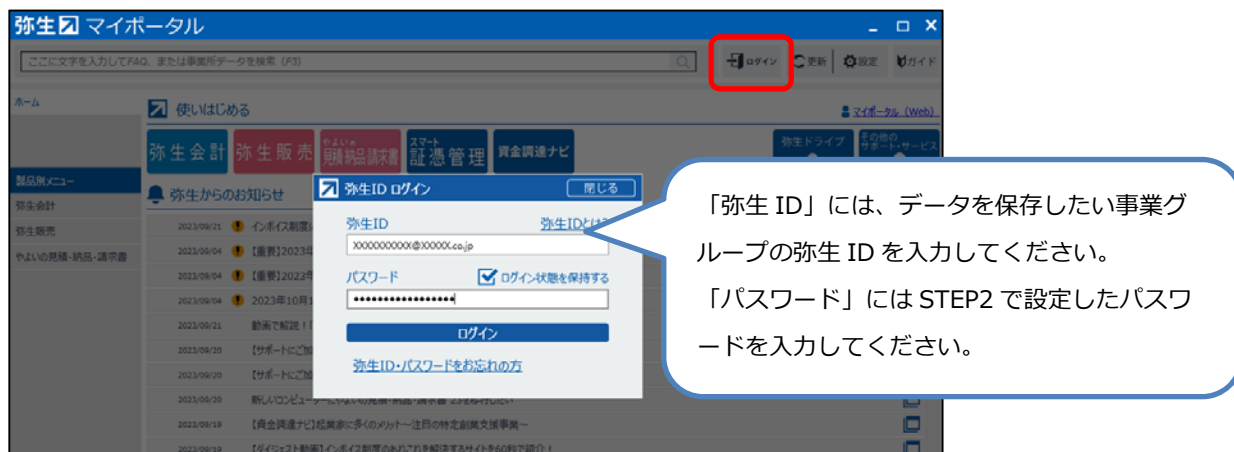 弥生 マイポータル
ここに文字を入力してFAQ、または事業所データを検索 (F3)
ログイン
更新
設定
ガイド
ホーム
使いはじめる
マイポータル (Web)
弥生会計
弥生販売
やよいの
見積納品請求書
スマート
証憑管理
資金調達ナビ
弥生ドライブ
その他の
サポート・サービス
製品別メニュー
弥生会計
弥生販売
やよいの見積・納品・請求書
弥生からのお知らせ
2023/09/21 インボイス制度
2023/09/04 【重要】2023年
2023/09/04 【重要】2022年
2023/09/04 2023年10月1
2023/09/21 動画で解説!
2023/09/20 【サポートにご加
2023/09/20 【サポートにご加
2023/09/20 新しいコンピューターにやよいの見積・納品・請求書 23を移行したい
2023/09/19 【資金調達ナビ】起業家に多くのメリット～注目の特定創業支援事業～
2023/09/19 【ダイジェスト動画】インボイス制度のあれこれを解決するサイトを60秒で紹介!
弥生ID ログイン
閉じる
弥生ID
弥生IDとは
XXXXXXXXXX@XXXXX.co.jp
パスワード
ログイン状態を保持する
ログイン
弥生ID・パスワードをお忘れの方
「弥生 ID」には、データを保存したい事業グ
ループの弥生 ID を入力してください。
「パスワード」には STEP2 で設定したパスワ
ードを入力してください。